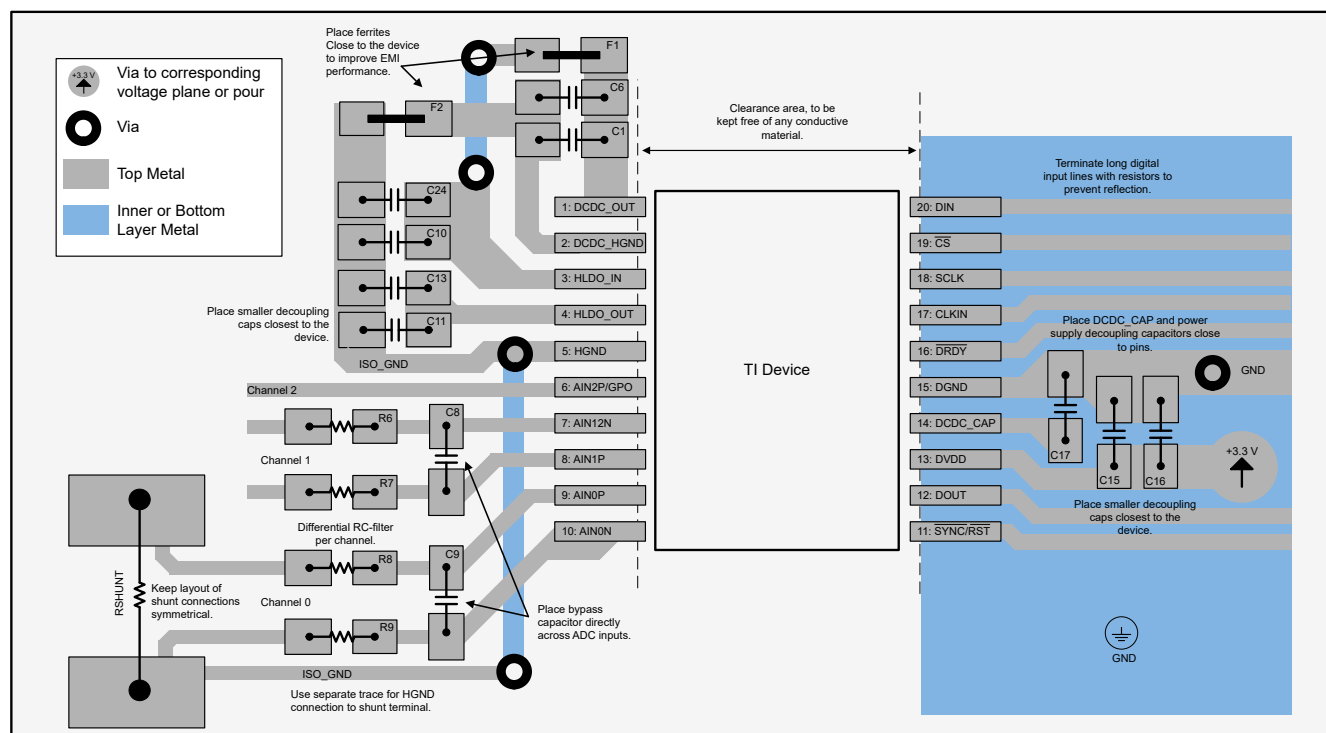 +3.3 V
Via to corresponding
voltage plane or pour
Via
Top Metal
Inner or Bottom
Layer Metal
Place ferrites
Close to the device
to improve EMI
performance.
F1
F2
C6
C1
Clearance area, to be
kept free of any conductive
material.
C24
C10
C13
C11
Place smaller decoupling
caps closest to the
device.
ISO_GND
1: DCDC_OUT
2: DCDC_HGND
3: HLDO_IN
4: HLDO_OUT
5: HGND
6: AIN2P/GPO
7: AIN12N
8: AIN1P
9: AIN0P
10: AIN0N
TI Device
Terminate long digital
input lines with resistors to
prevent reflection.
20: DIN
19: C̅S̅
18: SCLK
17: CLKIN
16: D̅R̅D̅Y̅
15: DGND
14: DCDC_CAP
13: DVDD
12: DOUT
11: S̅Y̅N̅C̅/R̅S̅T̅
Place DCDC_CAP and power
supply decoupling capacitors close
to pins.
GND
C17
C15
C16
+3.3 V
Place smaller decoupling
caps closest to the
device.
GND
Channel 2
R6
C8
Channel 1
R7
Differential RC-filter
per channel.
R8
C9
Channel 0
R9
RSHUNT
Keep layout of
shunt connections
symmetrical.
Place bypass
capacitor directly
across ADC inputs.
ISO_GND
Use separate trace for HGND
connection to shunt terminal.